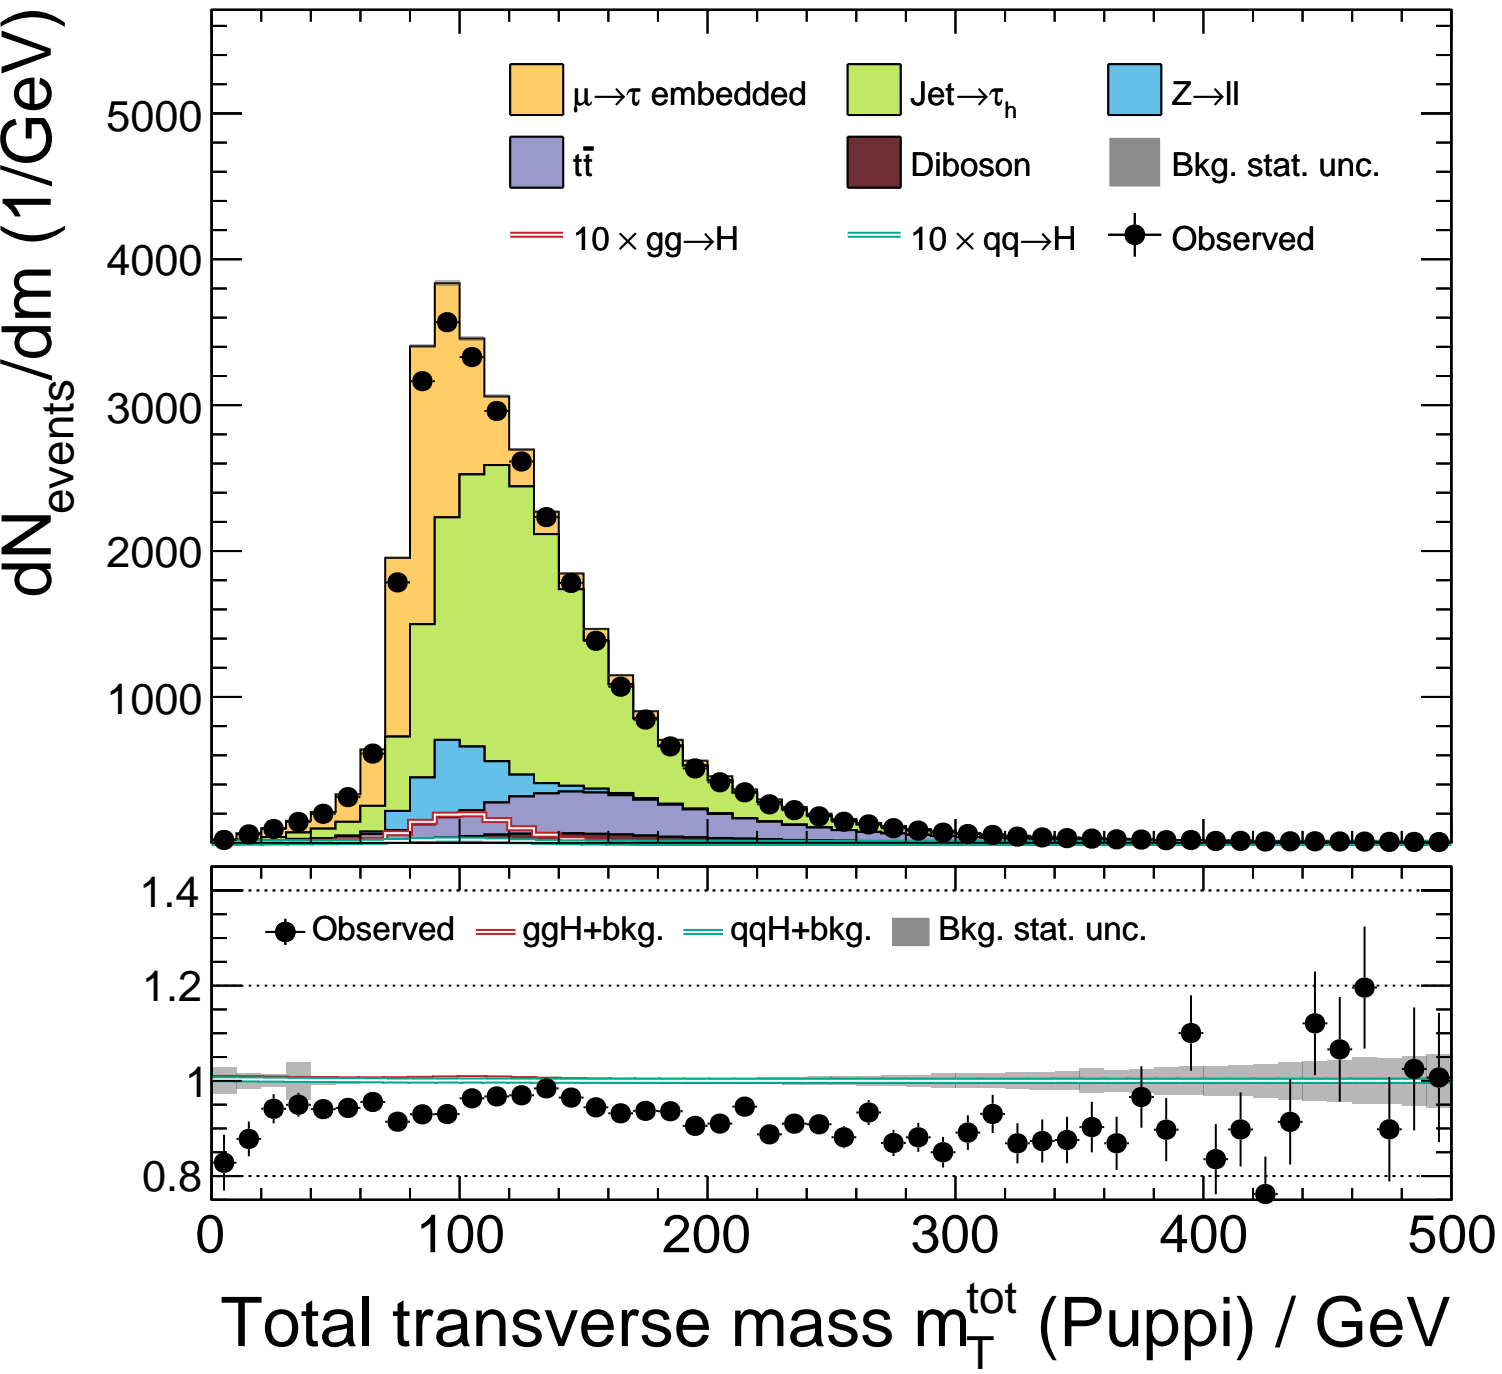 dN_events/dm (1/GeV)
5000
4000
3000
2000
1000
μ→τ embedded Jet→τ_h Z→ll
tt̄ Diboson Bkg. stat. unc.
10 × gg→H 10 × qq→H Observed
1.4
1.2
1
0.8
Observed ggH+bkg. qqH+bkg. Bkg. stat. unc.
0 100 200 300 400 500
Total transverse mass m_T^tot (Puppi) / GeV